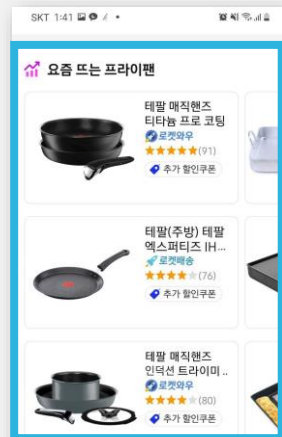 SKT 1:41
요즘 뜨는 프라이팬
테팔 매직핸즈
티타늄 프로 코팅
로켓와우
(91)
추가 할인쿠폰
테팔(주방) 테팔
엑스퍼티즈 IH...
로켓배송
(76)
추가 할인쿠폰
테팔 매직핸즈
인덕션 트라이미..
로켓와우
(80)
추가 할인쿠폰